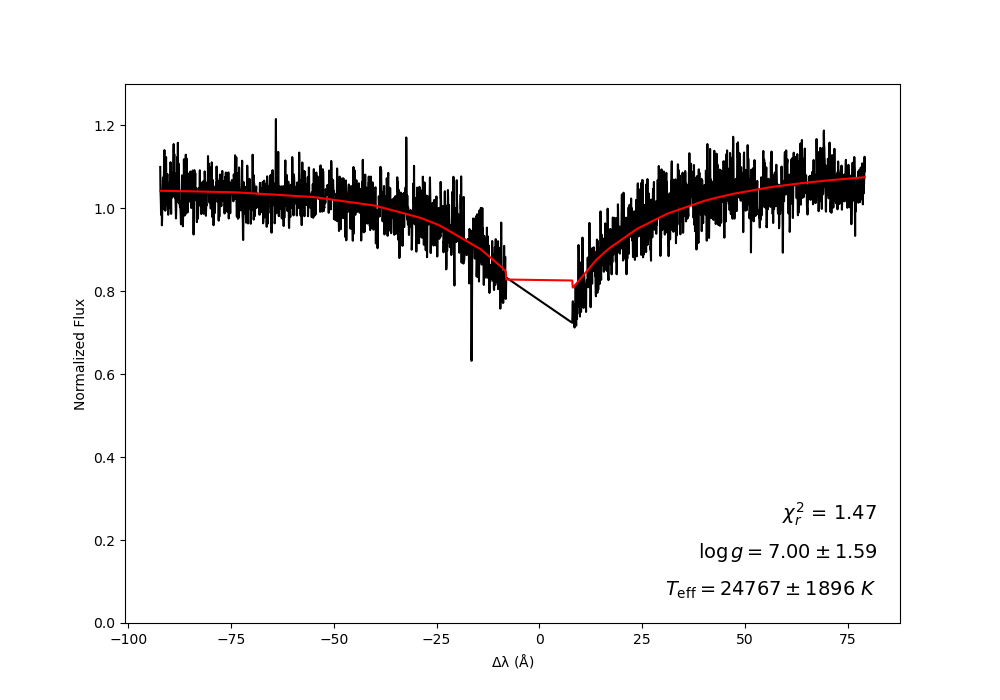 1.2
1.0
0.8
0.6
0.4
0.2
0.0
Normalized Flux
χ²ᵣ = 1.47
log g = 7.00 ± 1.59
T_eff = 24767 ± 1896 K
−100 −75 −50 −25 0 25 50 75
Δλ (Å)